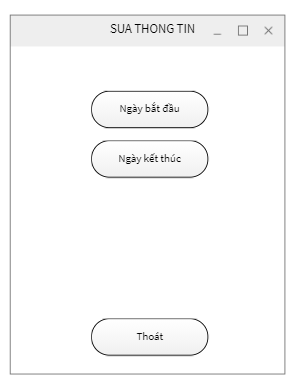 SUA THONG TIN
Ngày bắt đầu
Ngày kết thúc
Thoát